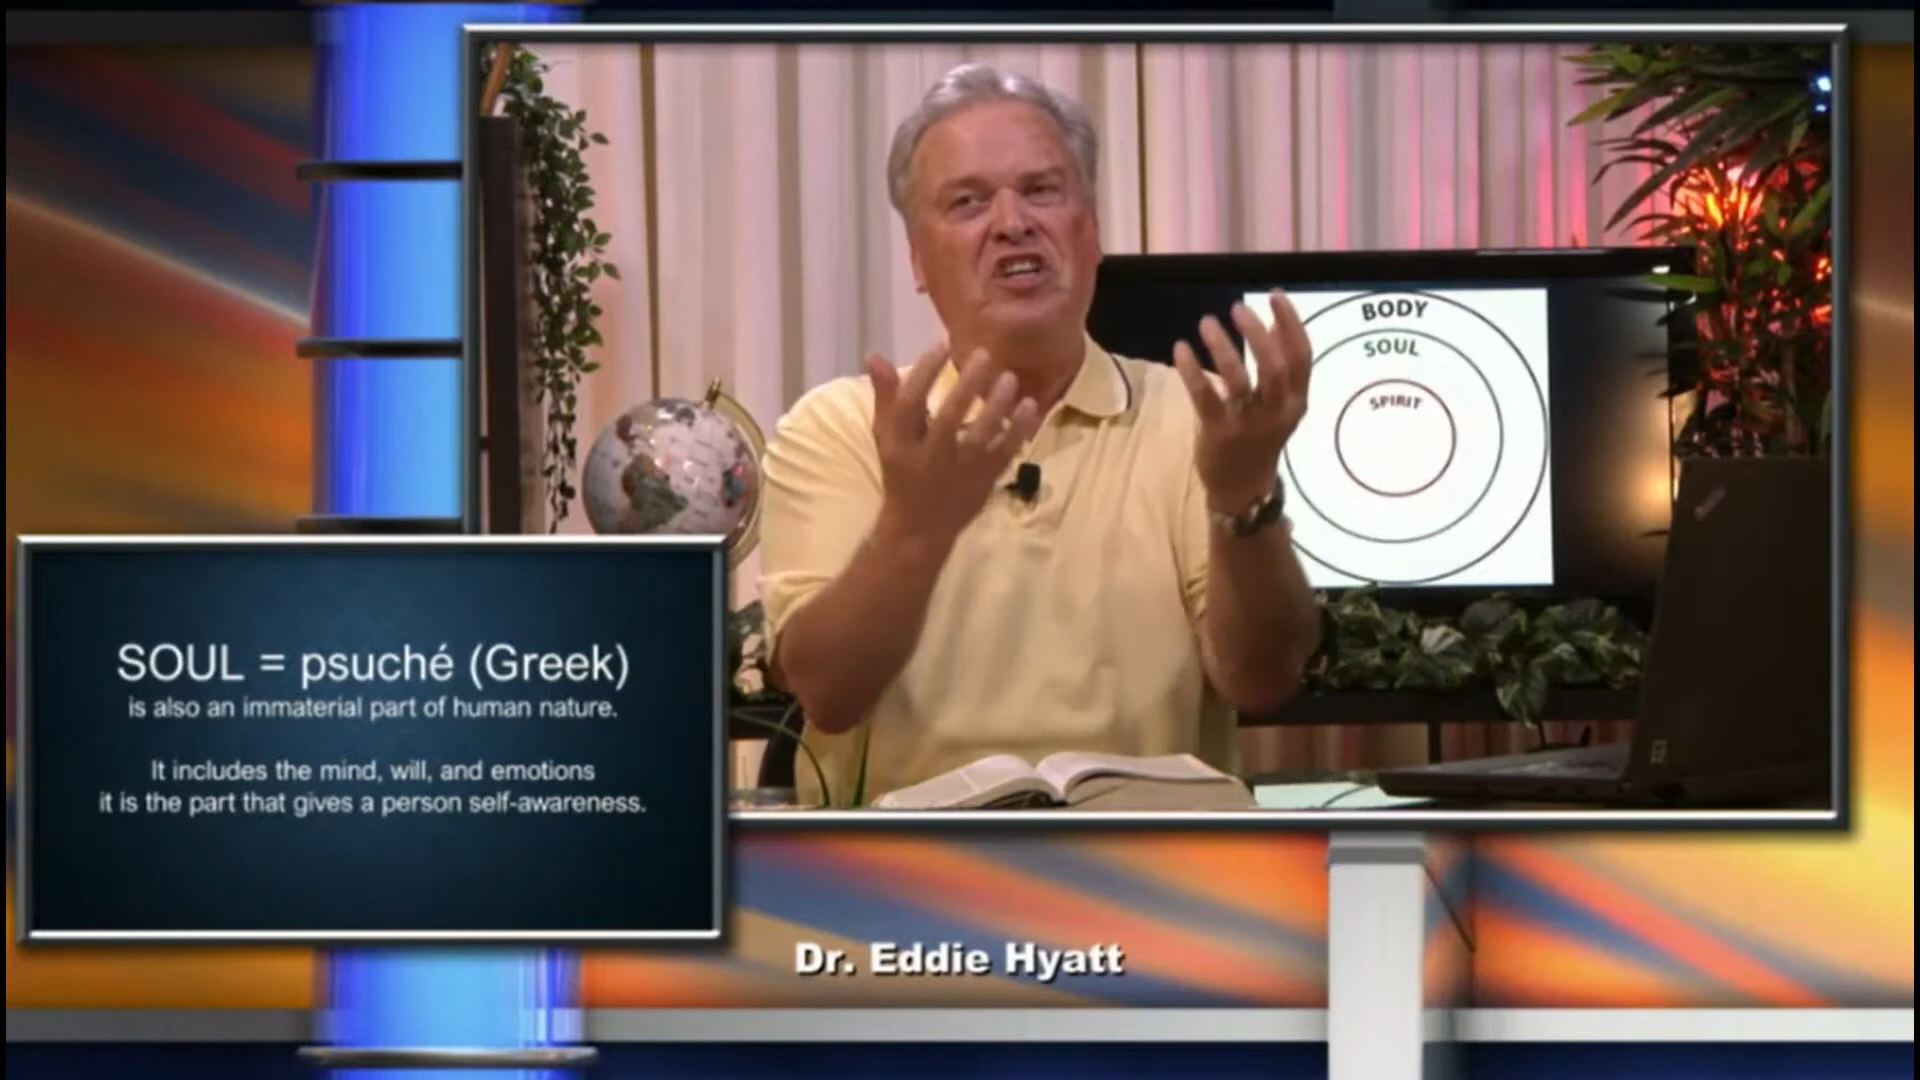 BODY
SOUL
SPIRIT
SOUL = psuché (Greek)
is also an immaterial part of human nature.
It includes the mind, will, and emotions
it is the part that gives a person self-awareness.
Dr. Eddie Hyatt